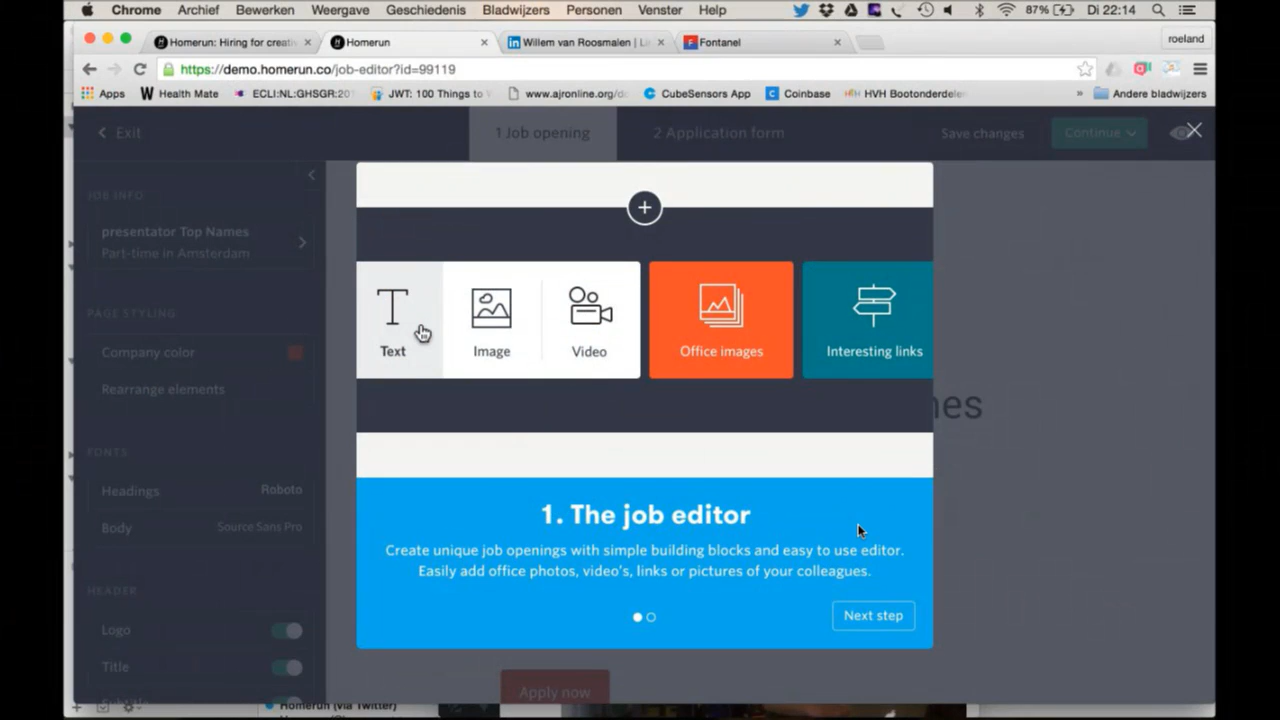 Chrome Archief Bewerken Weergave Geschiedenis Bladwijzers Personen Venster Help 87% Di 22:14
Homerun: Hiring for creati Homerun Willem van Roosmalen | Li Fontanel roeland
https://demo.homerun.co/job-editor?id=99119
Apps Health Mate ECLI:NL:GHSGR:20 JWT: 100 Things to www.ajronline.org/d CubeSensors App Coinbase HVH Bootonderdele » Andere bladwijzers
Exit 1 Job opening 2 Application form Save changes Continue
JOB INFO
presentator Top Names
Part-time in Amsterdam
PAGE STYLING
Company color
Rearrange elements
FONTS
Headings Roboto
Body Source Sans Pro
HEADER
Logo
Title
Subtitle
+
Text Image Video Office images Interesting links
mes
1. The job editor
Create unique job openings with simple building blocks and easy to use editor.
Easily add office photos, video's, links or pictures of your colleagues.
Next step
Apply now
Homerun (via Twitter)